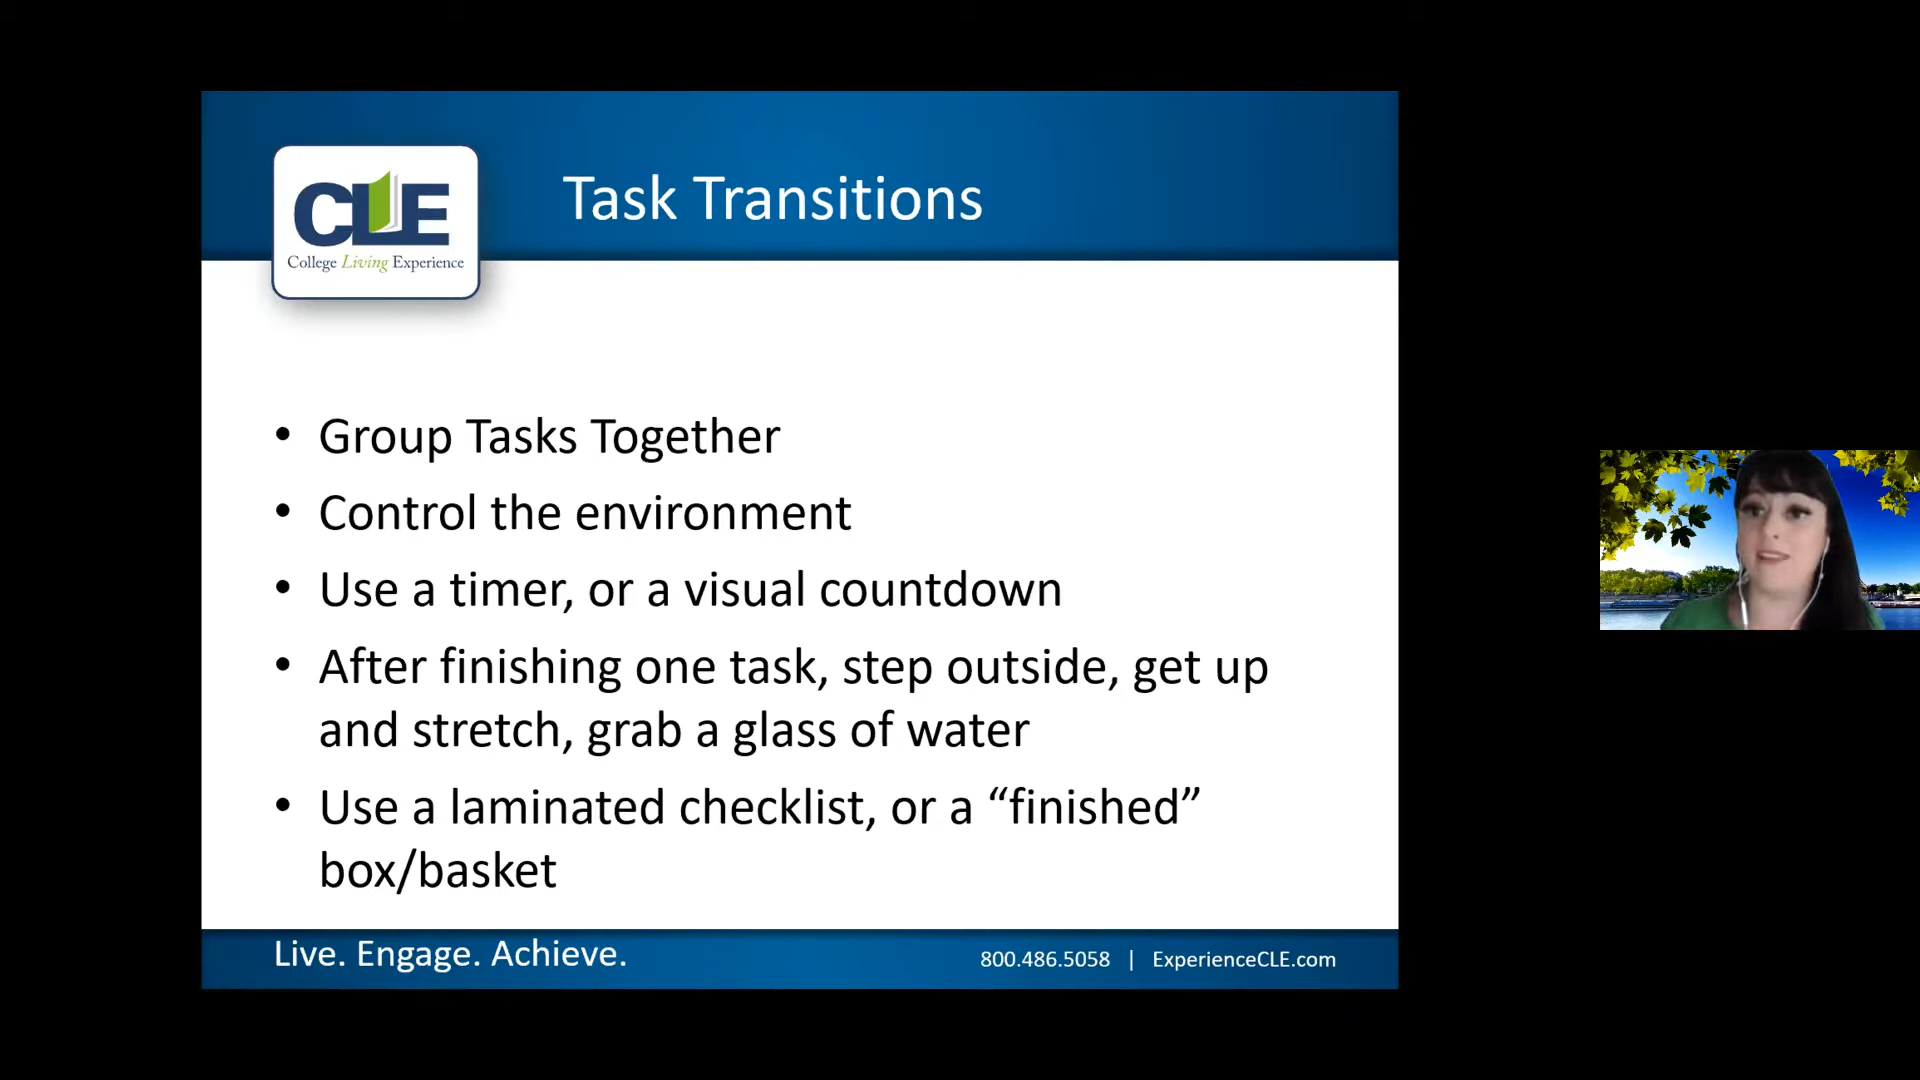 CLE
College Living Experience
Task Transitions
• Group Tasks Together
• Control the environment
• Use a timer, or a visual countdown
• After finishing one task, step outside, get up
and stretch, grab a glass of water
• Use a laminated checklist, or a “finished”
box/basket
Live. Engage. Achieve.
800.486.5058 | ExperienceCLE.com